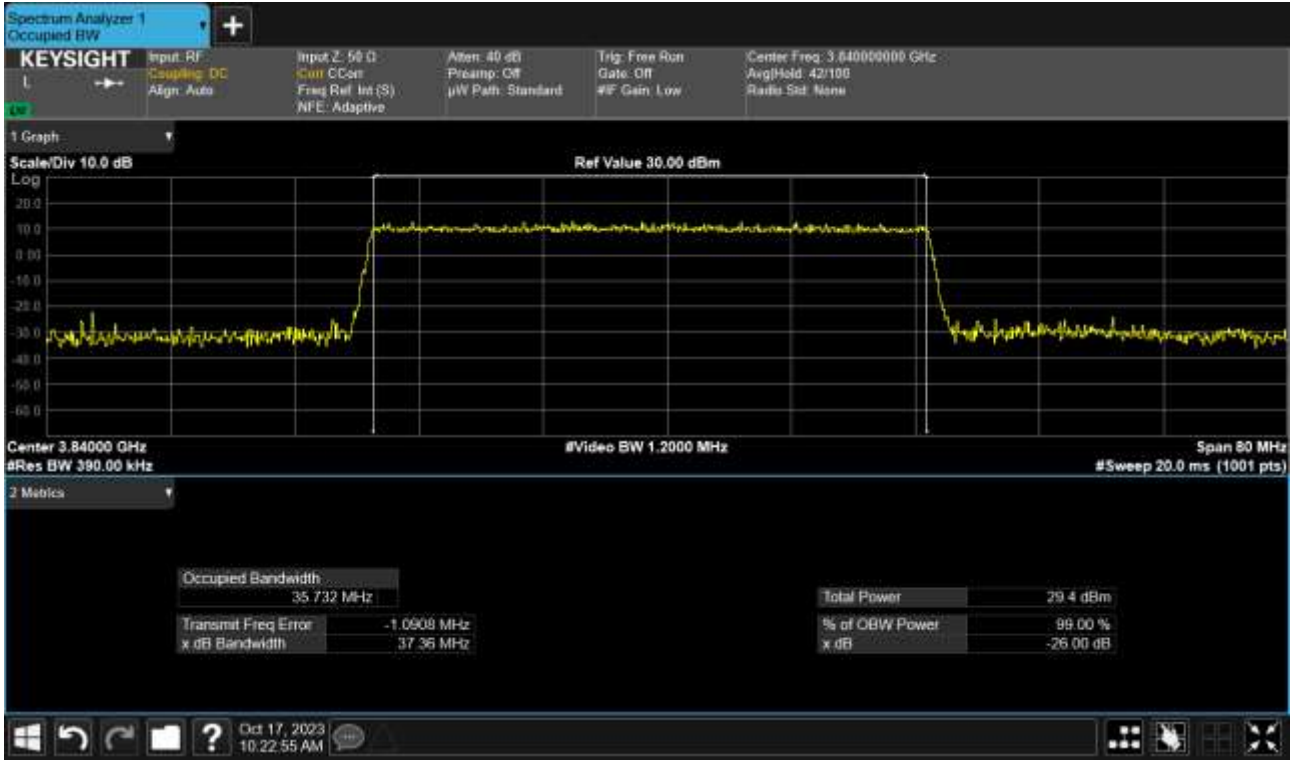 Spectrum Analyzer 1
Occupied BW
KEYSIGHT
L
Input: RF
Coupling: DC
Align: Auto
Input Z: 50 Ω
Corr CCorr
Freq Ref: Int (S)
NFE: Adaptive
Atten: 40 dB
Preamp: Off
µW Path: Standard
Trig: Free Run
Gate: Off
#IF Gain: Low
Center Freq: 3.840000000 GHz
Avg|Hold: 42/100
Radio Std: None
1 Graph
Scale/Div 10.0 dB
Ref Value 30.00 dBm
Log
20.0
10.0
0.00
-10.0
-20.0
-30.0
-40.0
-50.0
-60.0
Center 3.84000 GHz
#Video BW 1.2000 MHz
Span 80 MHz
#Res BW 390.00 kHz
#Sweep 20.0 ms (1001 pts)
2 Metrics
Occupied Bandwidth
35.732 MHz
Total Power 29.4 dBm
Transmit Freq Error -1.0908 MHz
% of OBW Power 99.00 %
x dB Bandwidth 37.36 MHz
x dB -26.00 dB
?
Oct 17, 2023
10:22:55 AM